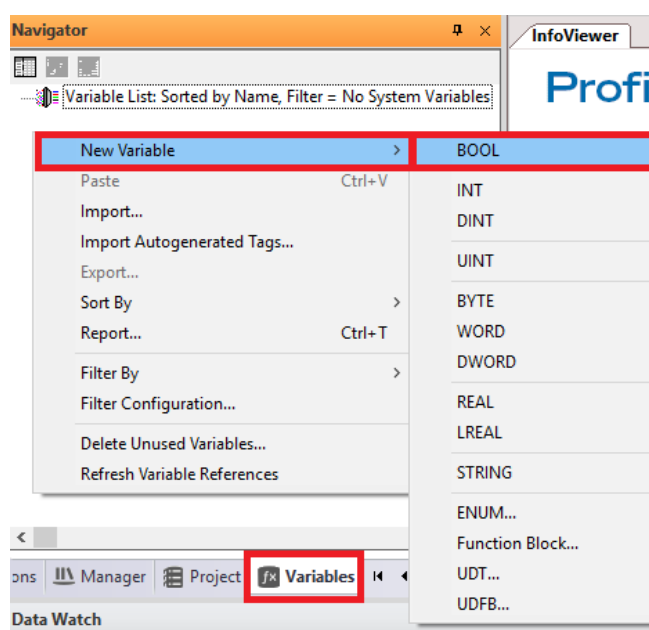 Navigator
InfoViewer
Variable List: Sorted by Name, Filter = No System Variables
Profi
New Variable
Paste Ctrl+V
Import...
Import Autogenerated Tags...
Export...
Sort By
Report... Ctrl+T
Filter By
Filter Configuration...
Delete Unused Variables...
Refresh Variable References
BOOL
INT
DINT
UINT
BYTE
WORD
DWORD
REAL
LREAL
STRING
ENUM...
Function Block...
UDT...
UDFB...
ons Manager Project fx Variables
Data Watch